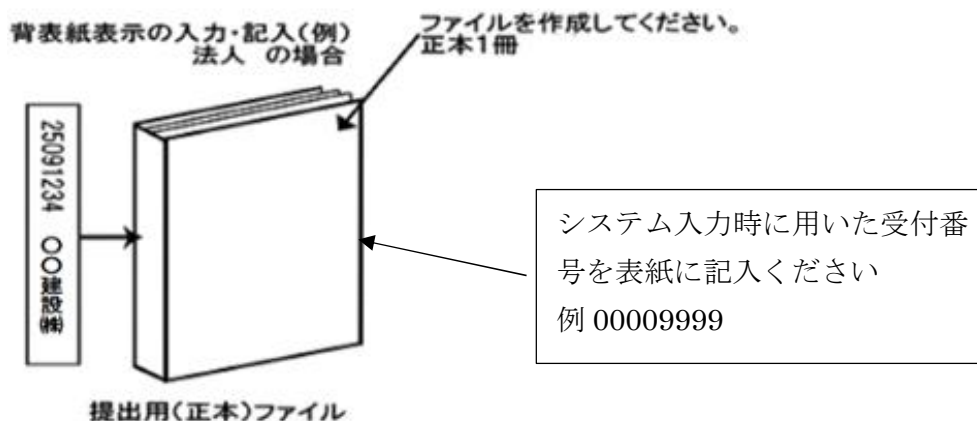 背表紙表示の入力・記入(例)
法人 の場合
ファイルを作成してください。
正本1冊
25091234 〇〇建設㈱
システム入力時に用いた受付番
号を表紙に記入ください
例 00009999
提出用(正本)ファイル